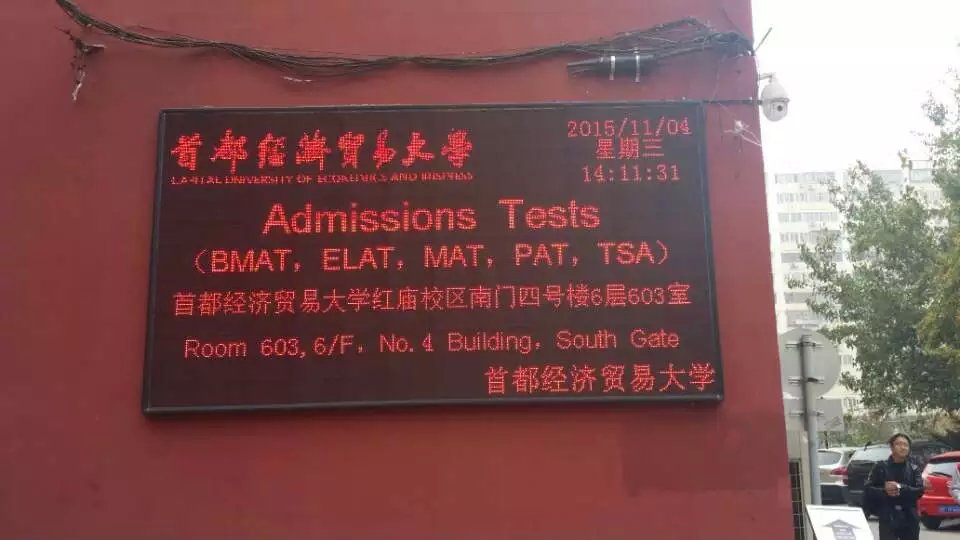 首都经济贸易大学
CAPITAL UNIVERSITY OF ECONOMICS AND BUSINESS
2015/11/04
星期三
14:11:31
Admissions Tests
（BMAT，ELAT，MAT，PAT，TSA）
首都经济贸易大学红庙校区南门四号楼6层603室
Room 603,6/F，No.4 Building，South Gate
首都经济贸易大学